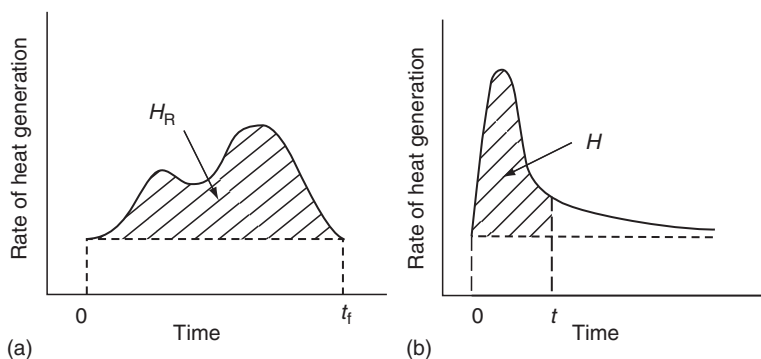 Rate of heat generation
H_R
0
t_f
Time
(a)
Rate of heat generation
H
0
t
Time
(b)